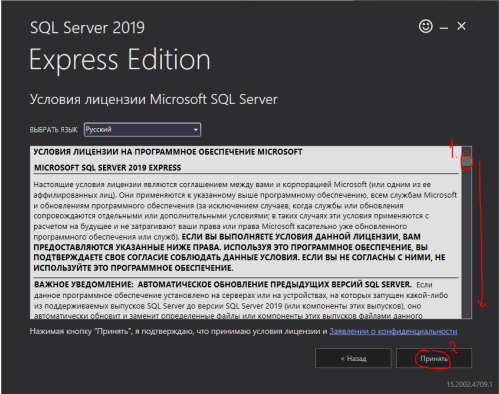 SQL Server 2019
Express Edition
Условия лицензии Microsoft SQL Server
ВЫБРАТЬ ЯЗЫК Русский
1.
УСЛОВИЯ ЛИЦЕНЗИИ НА ПРОГРАММНОЕ ОБЕСПЕЧЕНИЕ MICROSOFT
MICROSOFT SQL SERVER 2019 EXPRESS
Настоящие условия лицензии являются соглашением между вами и корпорацией Microsoft (или одним из ее
аффилированных лиц). Они применяются к указанному выше программному обеспечению, всем службам Microsoft
и обновлениям программного обеспечения (за исключением случаев, когда службы или обновления
сопровождаются отдельными или дополнительными условиями; в таких случаях эти условия применяются с
расчетом на будущее и не затрагивают ваши права или права Microsoft касательно уже обновленного
программного обеспечения или служб). ЕСЛИ ВЫ ВЫПОЛНЯЕТЕ УСЛОВИЯ ДАННОЙ ЛИЦЕНЗИИ, ВАМ
ПРЕДОСТАВЛЯЮТСЯ УКАЗАННЫЕ НИЖЕ ПРАВА. ИСПОЛЬЗУЯ ЭТО ПРОГРАММНОЕ ОБЕСПЕЧЕНИЕ, ВЫ
ПОДТВЕРЖДАЕТЕ СВОЕ СОГЛАСИЕ СОБЛЮДАТЬ ДАННЫЕ УСЛОВИЯ. ЕСЛИ ВЫ НЕ СОГЛАСНЫ С НИМИ, НЕ
ИСПОЛЬЗУЙТЕ ЭТО ПРОГРАММНОЕ ОБЕСПЕЧЕНИЕ.
ВАЖНОЕ УВЕДОМЛЕНИЕ: АВТОМАТИЧЕСКОЕ ОБНОВЛЕНИЕ ПРЕДЫДУЩИХ ВЕРСИЙ SQL SERVER. Если
данное программное обеспечение установлено на серверах или на устройствах, на которых запущен какой-либо
из поддерживаемых выпусков SQL Server до версии SQL Server 2019 (или компоненты этих выпусков), оно
автоматически обновит и заменит определенные файлы или компоненты этих выпусков файлами данного
Нажимая кнопку "Принять", я подтверждаю, что принимаю условия лицензии и Заявлении о конфиденциальности
2.
< Назад Принять
15.2002.4709.1